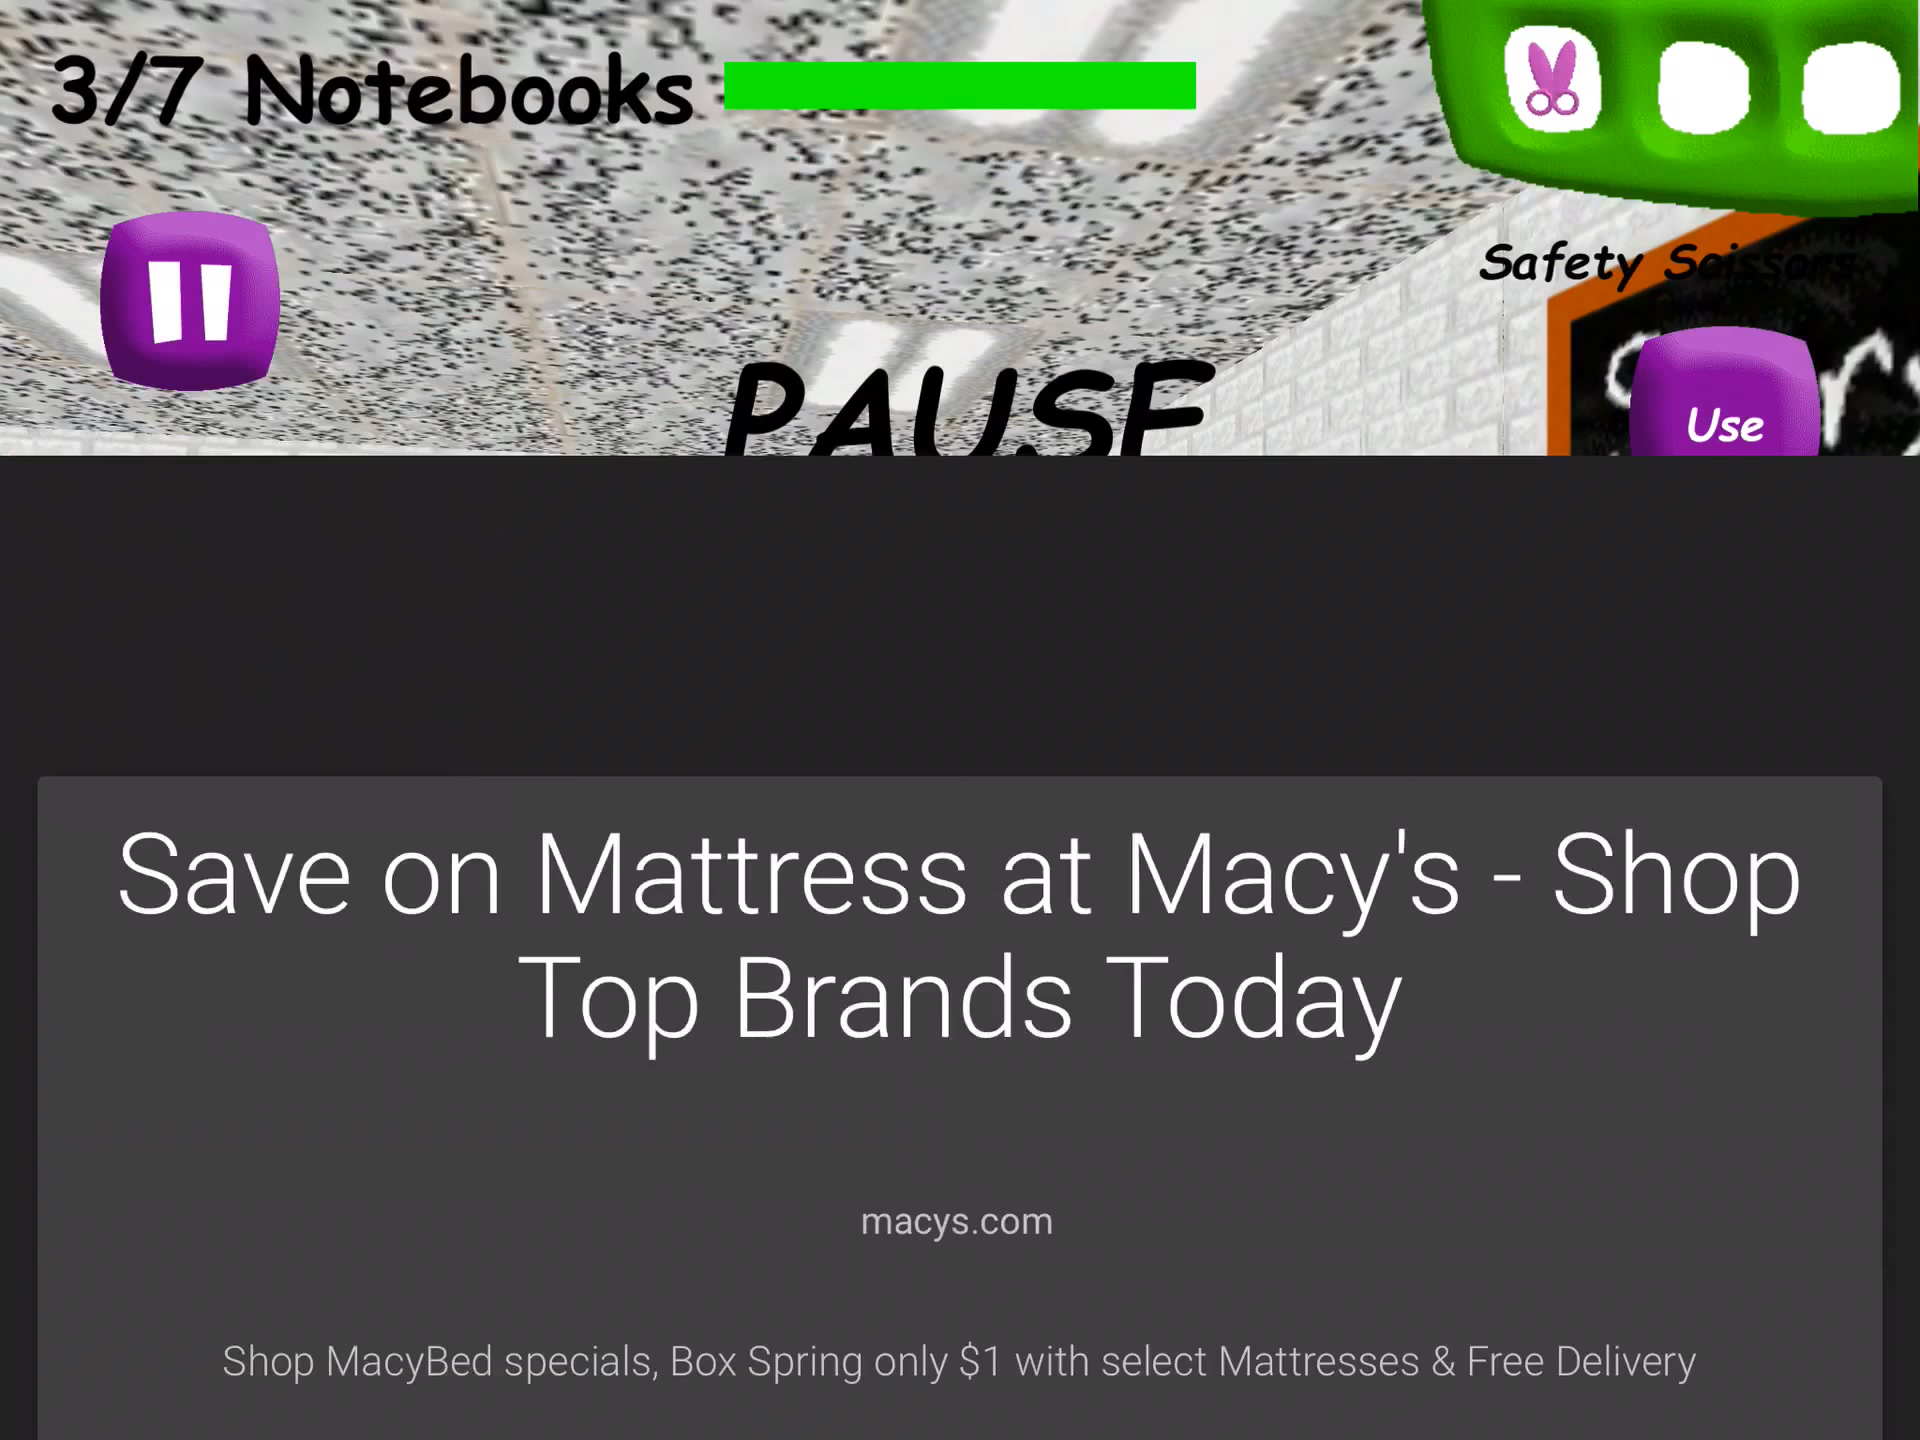 3/7 Notebooks
Safety Scissors
PAUSE
Use
Save on Mattress at Macy's - Shop
Top Brands Today
macys.com
Shop MacyBed specials, Box Spring only $1 with select Mattresses & Free Delivery